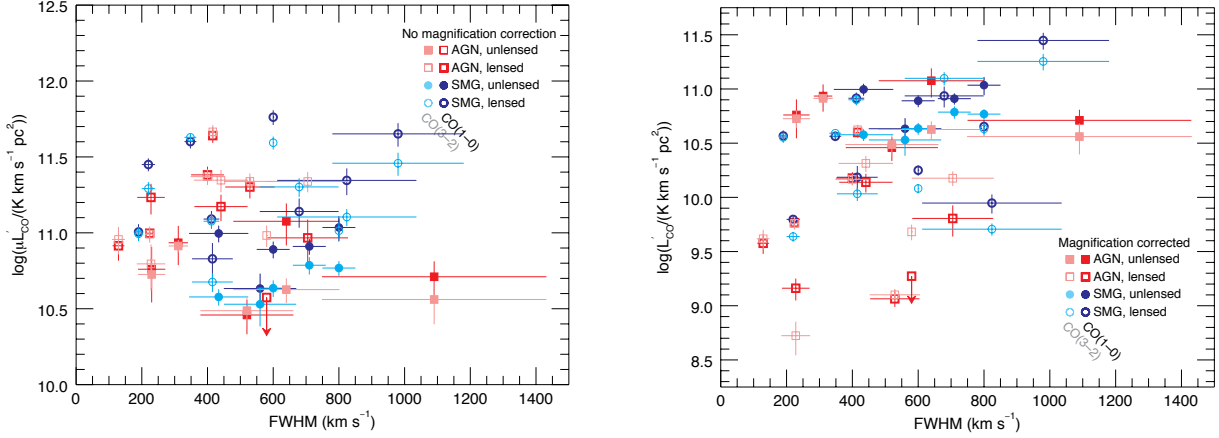 12.0
11.5
11.0
10.5
10.0
log(μL′CO/(K km s−1 pc2))
No magnification correction
AGN, unlensed
AGN, lensed
SMG, unlensed
SMG, lensed
CO(1–0)
CO(3–2)
0 200 400 600 800 1000 1200 1400
FWHM (km s−1)
11.5
11.0
10.5
10.0
9.5
9.0
8.5
log(L′CO/(K km s−1 pc2))
Magnification corrected
AGN, unlensed
AGN, lensed
SMG, unlensed
SMG, lensed
CO(1–0)
CO(3–2)
0 200 400 600 800 1000 1200 1400
FWHM (km s−1)